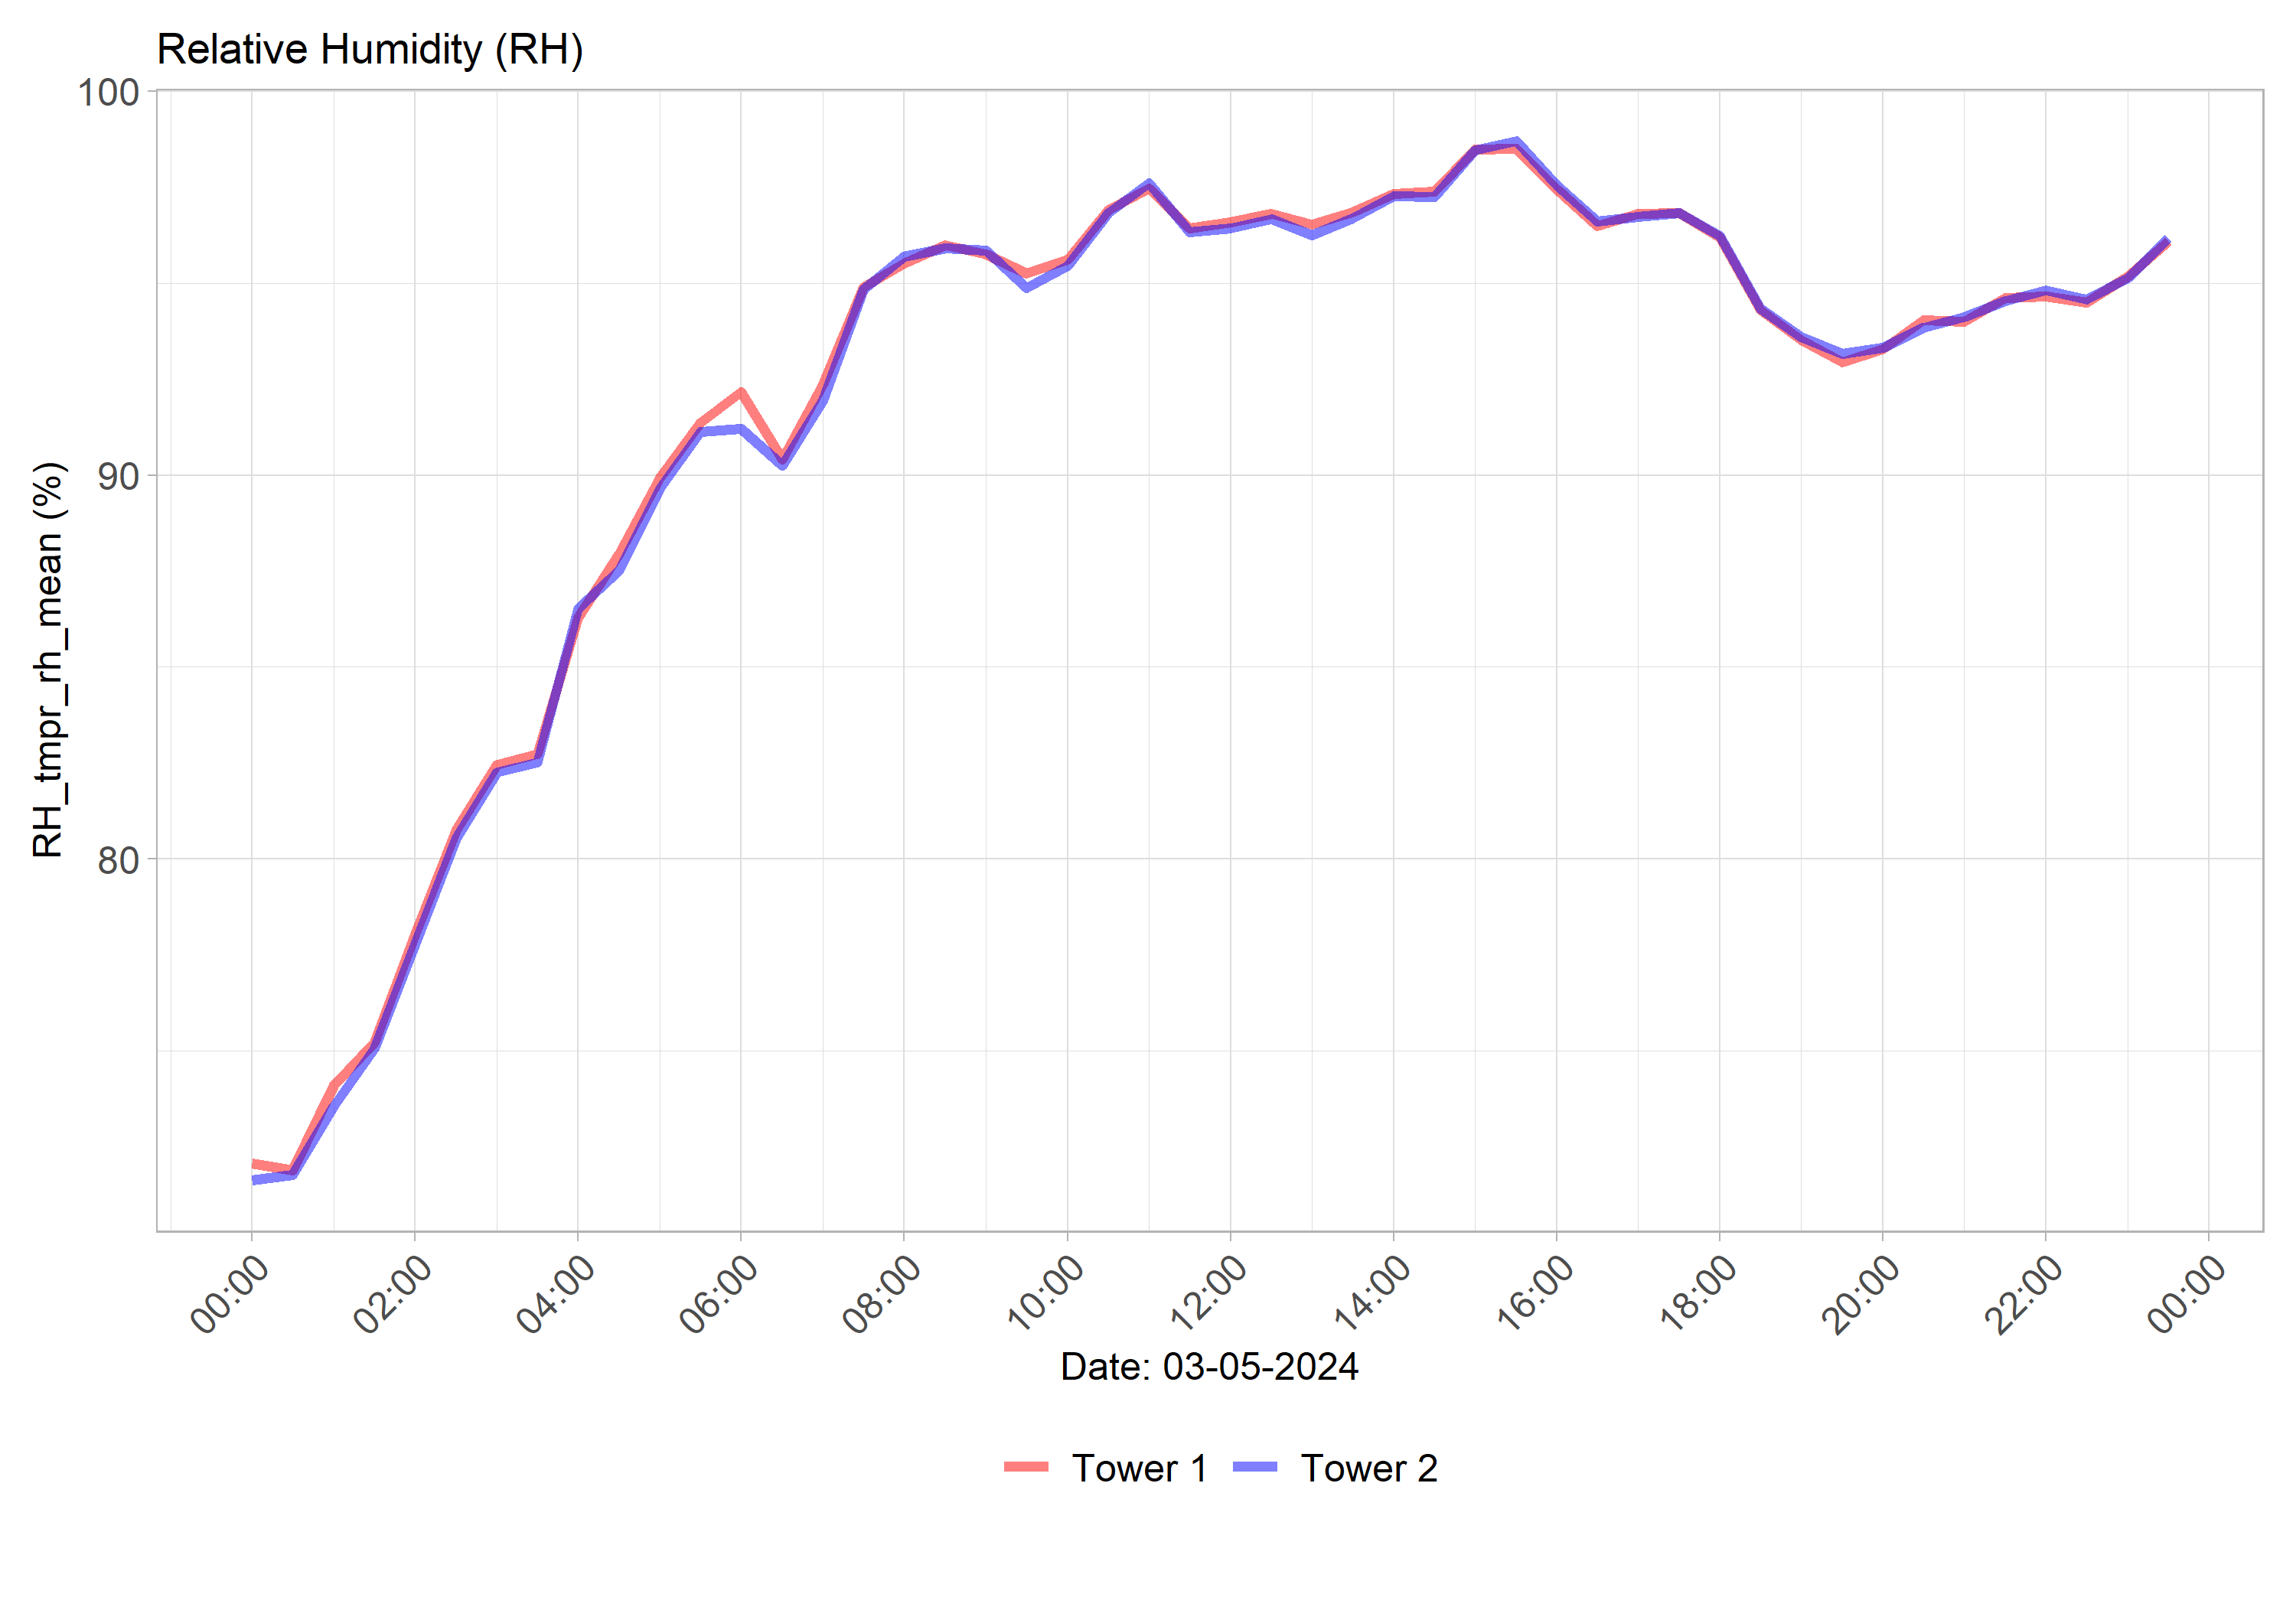 Relative Humidity (RH)
100
90
80
RH_tmpr_rh_mean (%)
00:00 02:00 04:00 06:00 08:00 10:00 12:00 14:00 16:00 18:00 20:00 22:00 00:00
Date: 03-05-2024
Tower 1 Tower 2